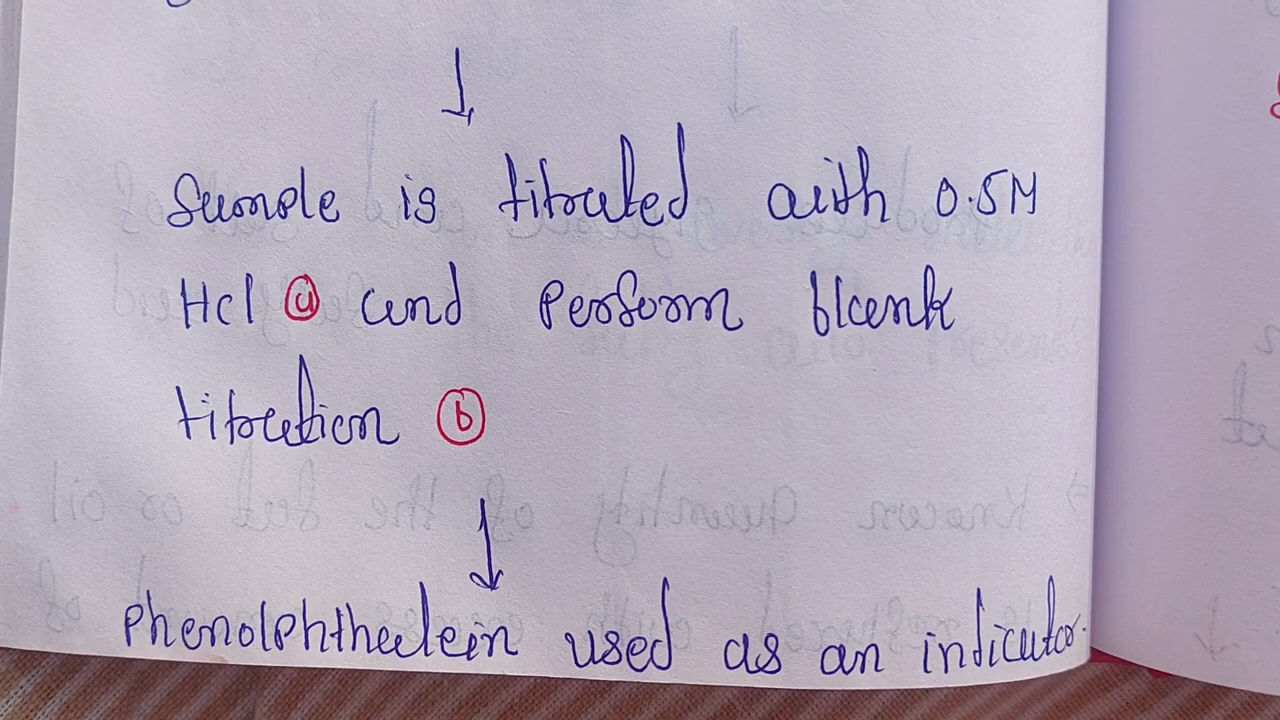 ↓
Sample is titrated with 0.5M
HCl ⓐ and Perform blank
titration ⓑ
↓
Phenolphthalein used as an indicator.